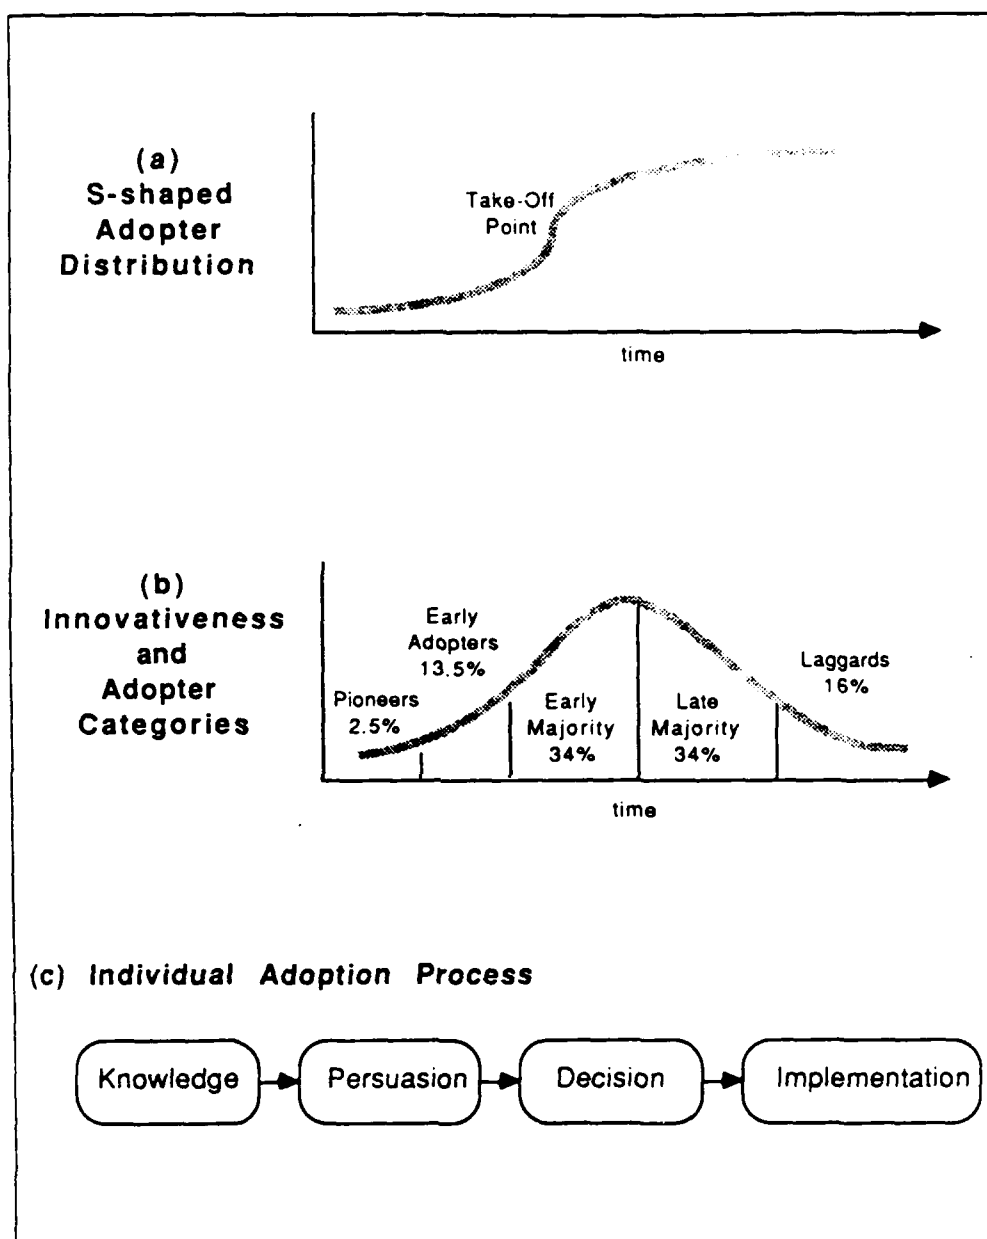 (a)
S-shaped
Adopter
Distribution
Take-Off
Point
time
(b)
Innovativeness
and
Adopter
Categories
Pioneers
2.5%
Early
Adopters
13.5%
Early
Majority
34%
Late
Majority
34%
Laggards
16%
time
(c) Individual Adoption Process
Knowledge
Persuasion
Decision
Implementation